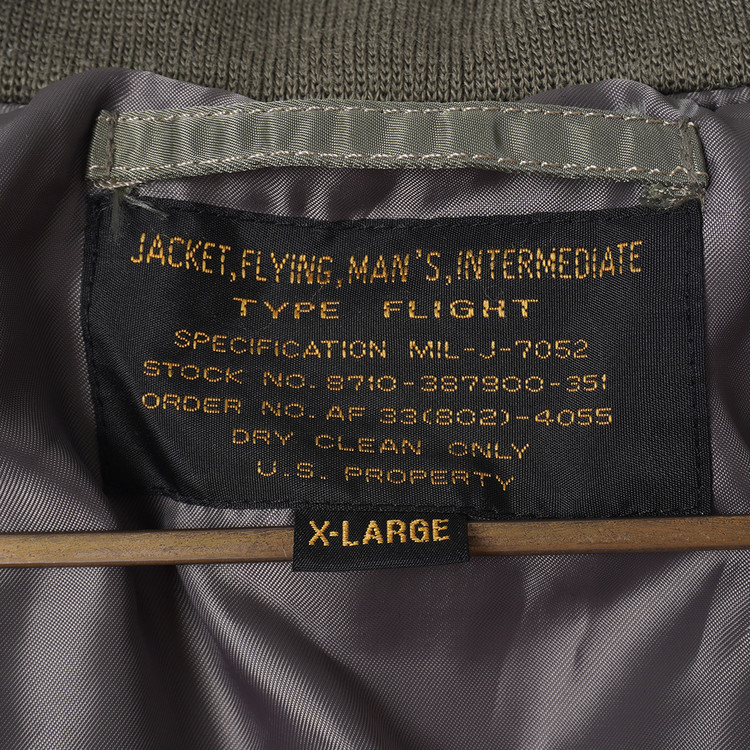 JACKET,FLYING,MAN'S,INTERMEDIATE
TYPE FLIGHT
SPECIFICATION MIL-J-7052
STOCK NO. 8710-387900-351
ORDER NO. AF 33(802)-4055
DRY CLEAN ONLY
U.S. PROPERTY
X-LARGE